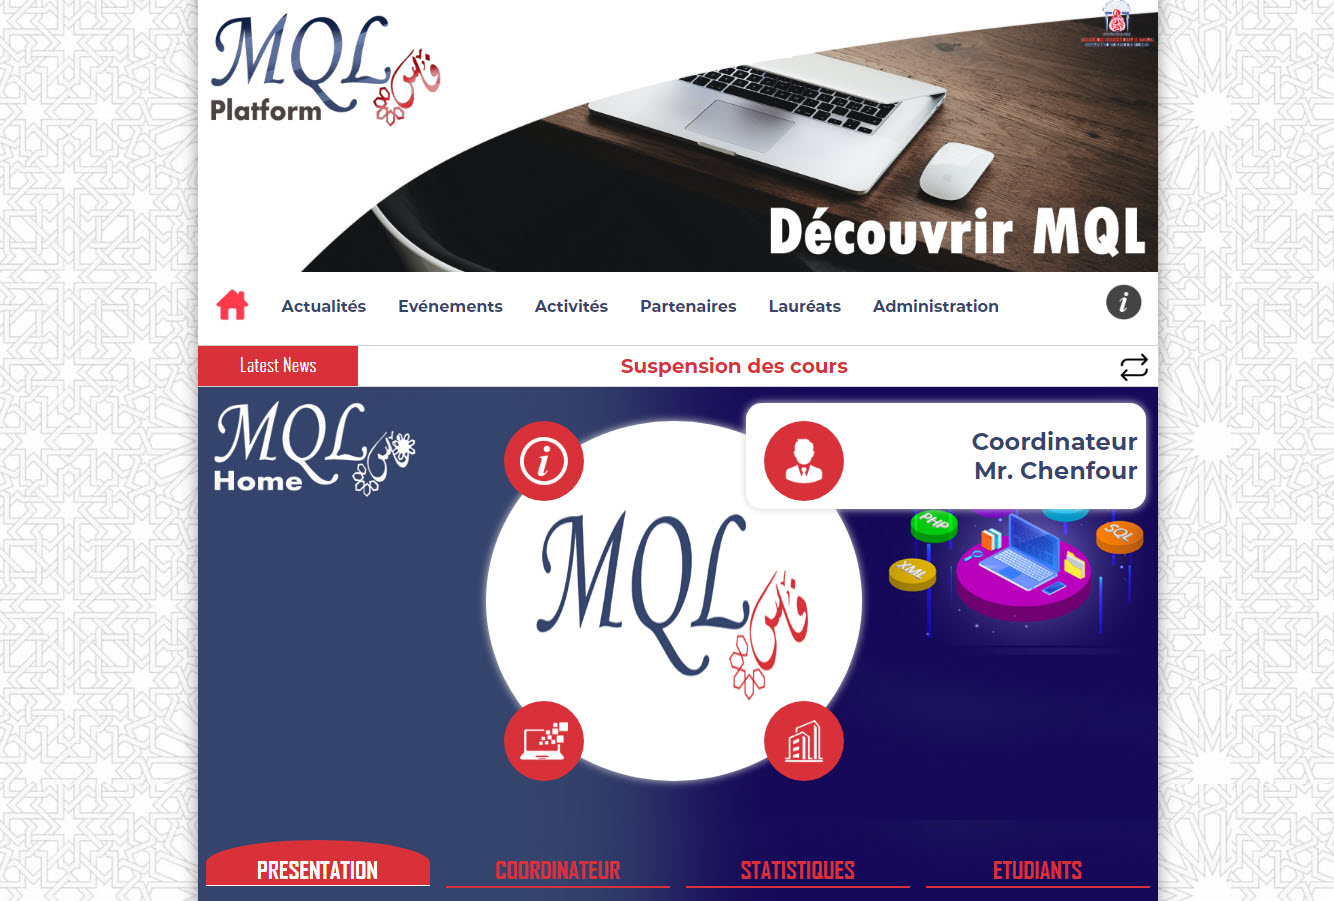 MQL
فاس
Platform
Découvrir MQL
Actualités
Evénements
Activités
Partenaires
Lauréats
Administration
i
Latest News
Suspension des cours
MQL
فاس
Home
i
Coordinateur
Mr. Chenfour
MQL
فاس
PHP
SQL
XML
PRESENTATION
COORDINATEUR
STATISTIQUES
ETUDIANTS